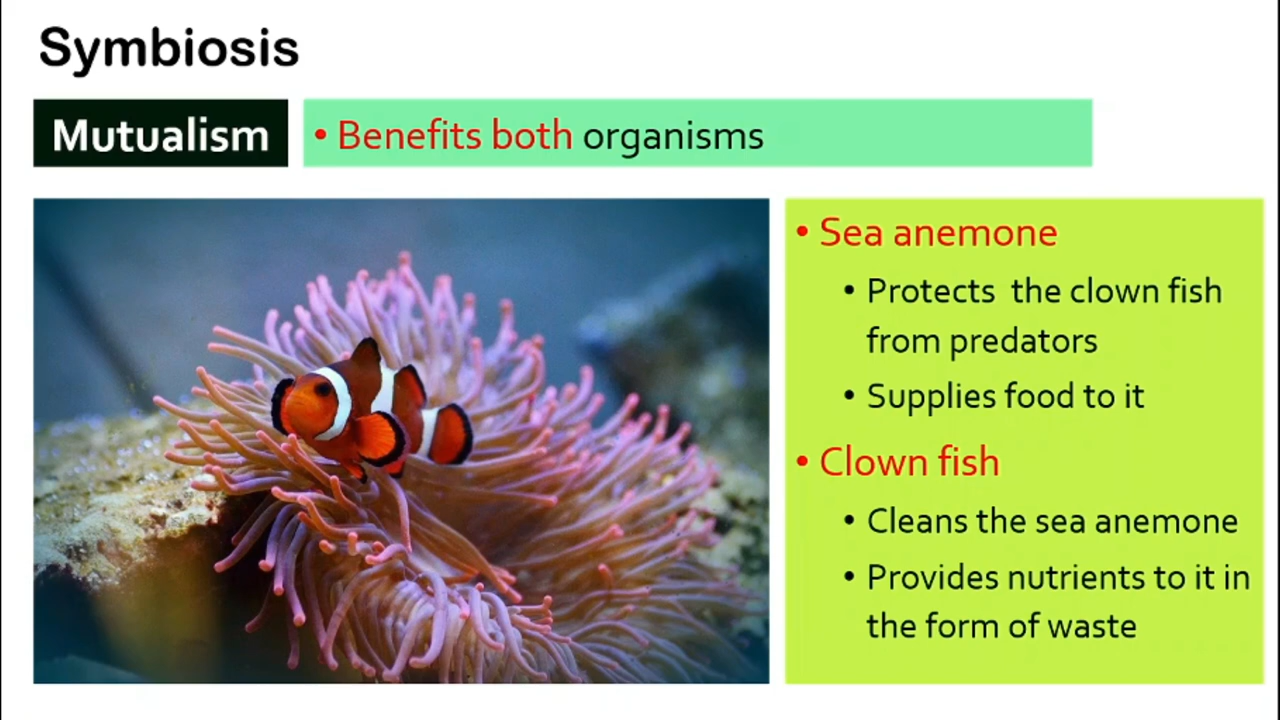 Symbiosis
Mutualism
• Benefits both organisms
• Sea anemone
• Protects the clown fish
from predators
• Supplies food to it
• Clown fish
• Cleans the sea anemone
• Provides nutrients to it in
the form of waste